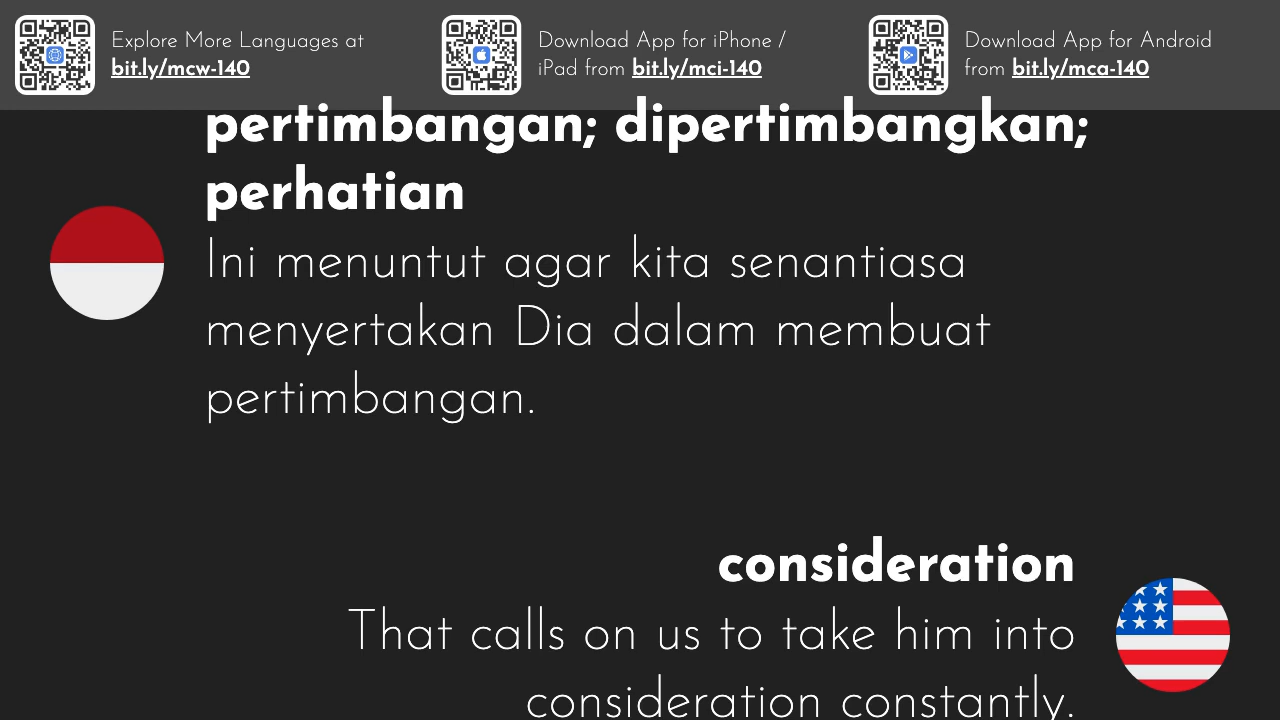 Explore More Languages at
bit.ly/mcw-140
Download App for iPhone /
iPad from bit.ly/mci-140
Download App for Android
from bit.ly/mca-140
pertimbangan; dipertimbangkan;
perhatian
Ini menuntut agar kita senantiasa
menyertakan Dia dalam membuat
pertimbangan.
consideration
That calls on us to take him into
consideration constantly.